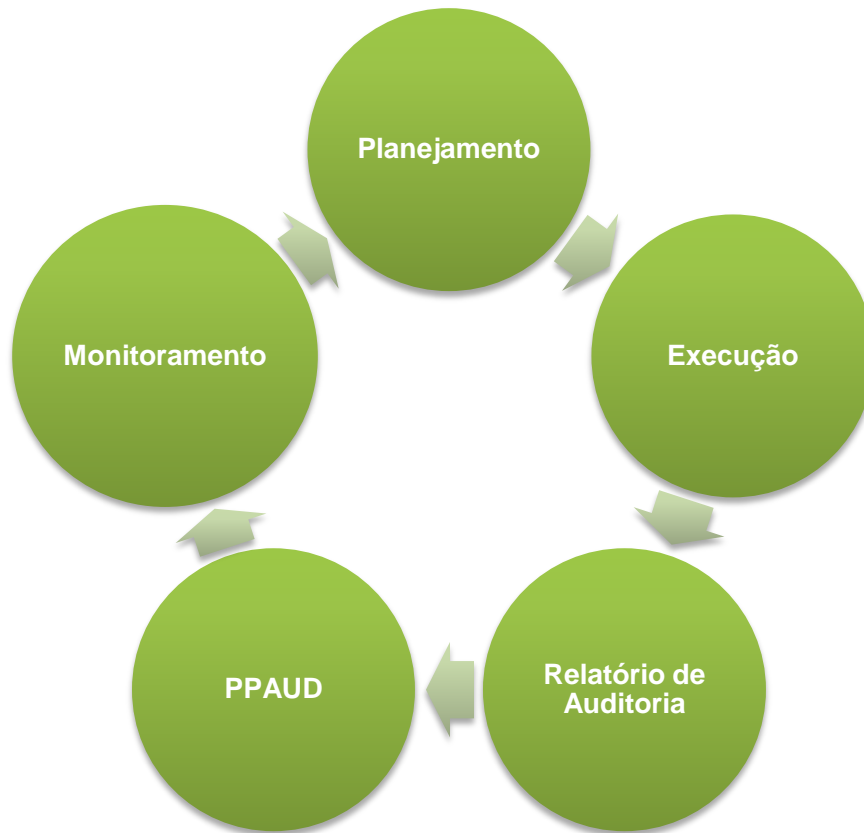 Planejamento
Execução
Relatório de
Auditoria
PPAUD
Monitoramento